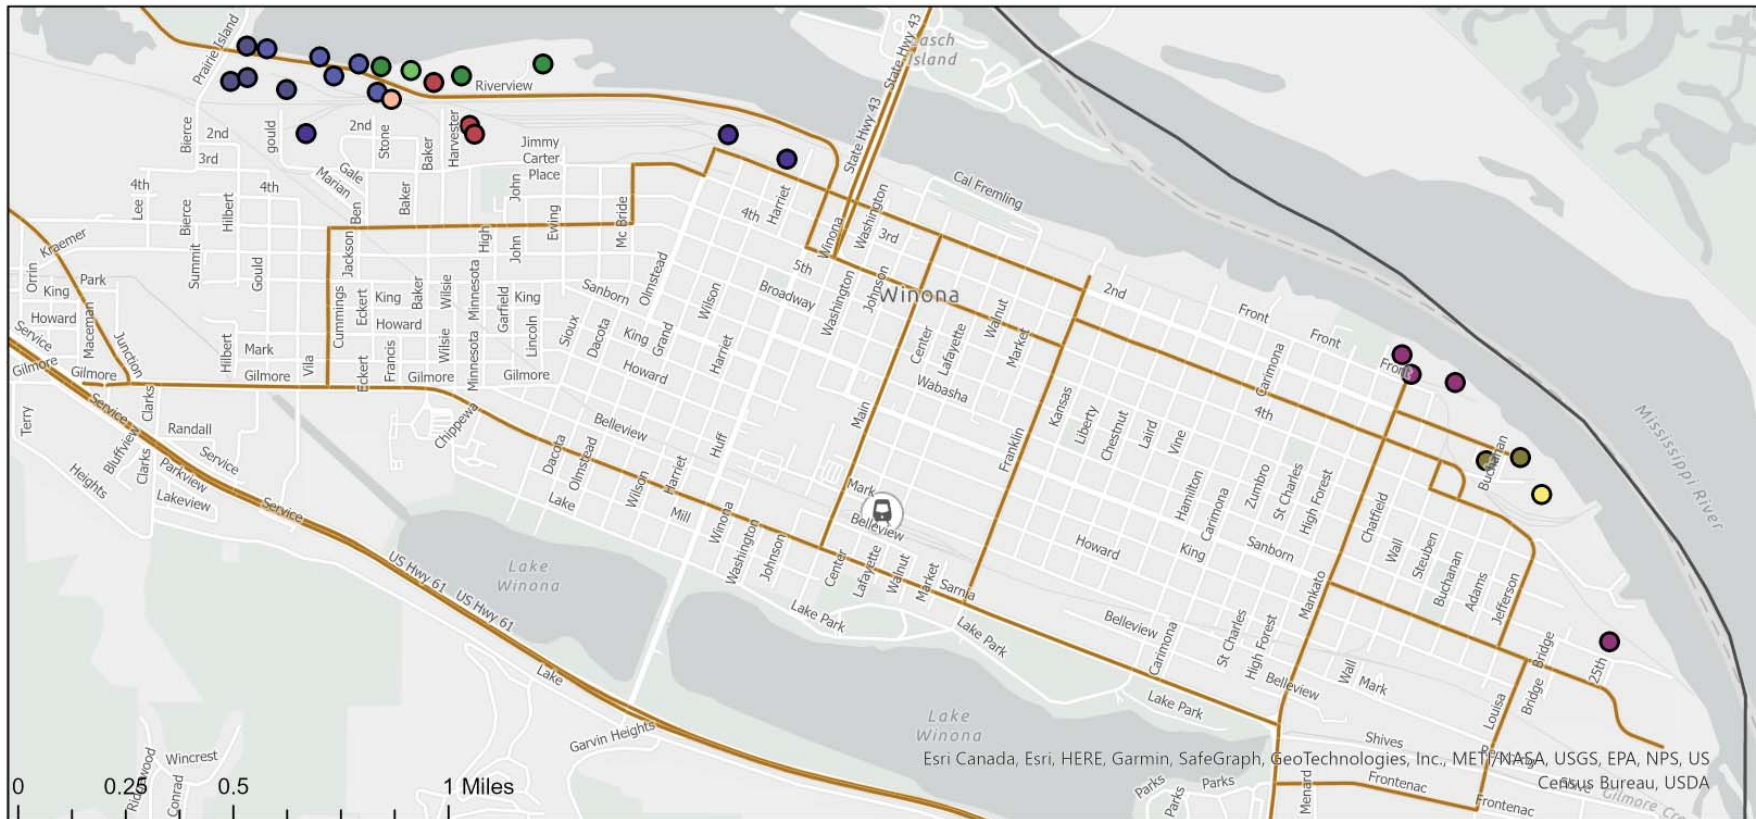 Prairie Island
State Hwy 43
Lasch
Island
Riverview
State Hwy 43
Bierce
2nd
3rd
gould
2nd
Stone
Baker
Harvester
Jimmy
Carter
Place
Gale
Marian
4th
Lee
Bierce
Hilbert
4th
Ben
Baker
John
Ewing
Mc Bride
4th
Harriet
Winona
Washington
3rd
Cal Fremling
Kraemer
Summit
Gould
Jackson
High
John
Olmstead
5th
Broadway
Washington
Johnson
Winona
2nd
Front
Front
Front
Orrin
Park
King
Howard
Service
Gilmore
Maceman
Junction
Gilmore
Hilbert
Mark
Gilmore
Vila
Cummings
Eckert
King
Howard
Eckert
Francis
Baker
Wilsie
Wilsie
Gilmore
Minnesota
Minnesota
Garfield
King
Lincoln
Gilmore
Sioux
Sanborn
Dacota
King
Howard
Grand
Wilson
Harriet
Center
Lafayette
Walnut
Market
Wabasha
Main
Carimona
4th
Kansas
Liberty
Chestnut
Laird
Vine
Franklin
Buchanan
Mississippi River
Terry
Service
Bluffview
Clarks
Clarks
Randall
Service
Parkview
Lakeview
Heights
Service
Chippewa
Belleview
Dacota
Olmstead
Lake
Wilson
Harriet
Mill
Huff
Winona
Washington
Johnson
Mark
Belleview
Center
Lafayette
Walnut
Market
Sarnia
Howard
Hamilton
Carimona
King
Zumbro
St Charles
High Forest
Sanborn
Mankato
Chatfield
Wall
Steuben
Buchanan
Adams
Jefferson
US Hwy 61
US Hwy 61
Lake
Winona
Lake Park
Lake Park
Belleview
Carimona
St Charles
High Forest
Belleview
Wall
Mark
Bridge
Bridge
25th
Louisa
Lake
Garvin Heights
Lake
Winona
Lake Park
Shives
Wincrest
Conrad
Parks
Parks
Parks
Menard
Frontenac
Frontenac
Gilmore
Esri Canada, Esri, HERE, Garmin, SafeGraph, GeoTechnologies, Inc., METI/NASA, USGS, EPA, NPS, US
Census Bureau, USDA
0 0.25 0.5 1 Miles